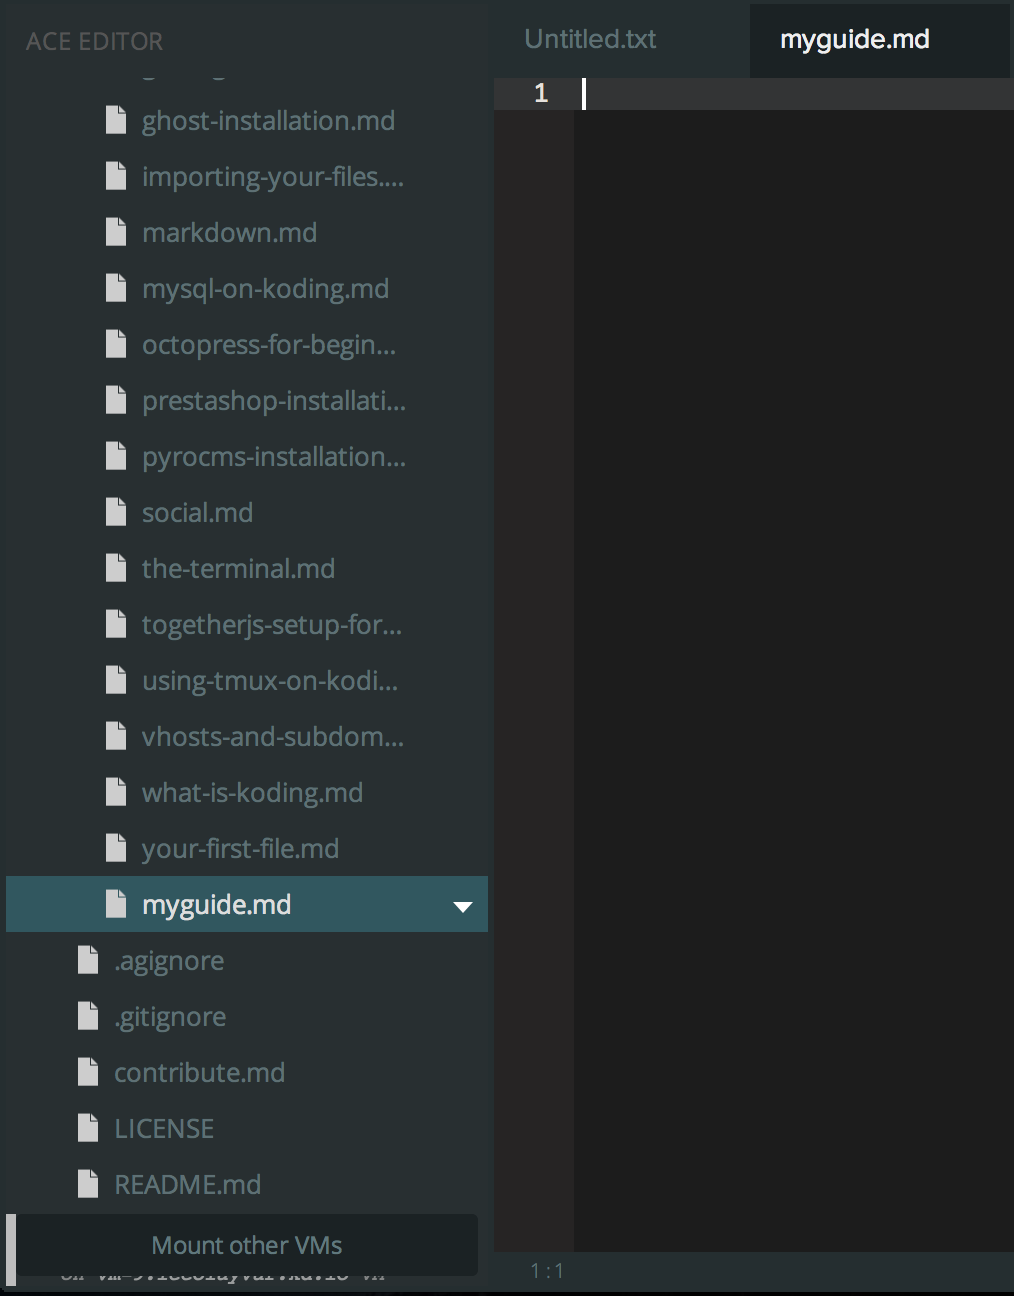 ACE EDITOR
Untitled.txt
myguide.md
ghost-installation.md
importing-your-files....
markdown.md
mysql-on-koding.md
octopress-for-begin...
prestashop-installati...
pyrocms-installation...
social.md
the-terminal.md
togetherjs-setup-for...
using-tmux-on-kodi...
vhosts-and-subdom...
what-is-koding.md
your-first-file.md
myguide.md
.agignore
.gitignore
contribute.md
LICENSE
README.md
Mount other VMs
1
1:1